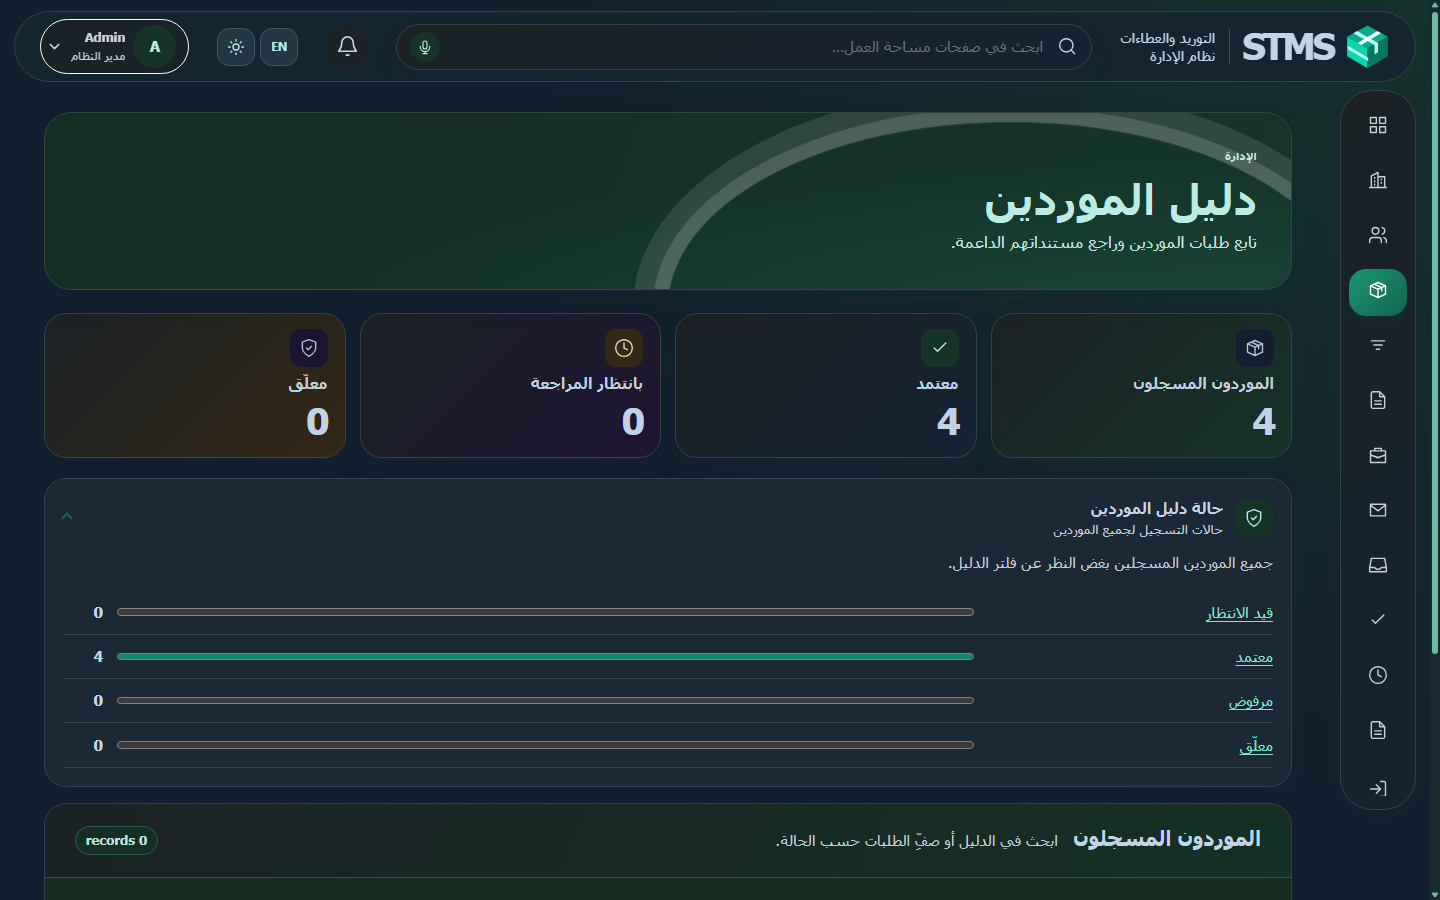 STMS
التوريد والعطاءات
نظام الإدارة
ابحث في صفحات مساحة العمل...
EN
A
Admin
مدير النظام
الإدارة
دليل الموردين
تابع طلبات الموردين وراجع مستنداتهم الداعمة.
الموردون المسجلون
4
معتمد
4
بانتظار المراجعة
0
معلّق
0
حالة دليل الموردين
حالات التسجيل لجميع الموردين
جميع الموردين المسجلين بغض النظر عن فلتر الدليل.
قيد الانتظار 0
معتمد 4
مرفوض 0
معلّق 0
الموردون المسجلون ابحث في الدليل أو صفِّ الطلبات حسب الحالة.
records 0